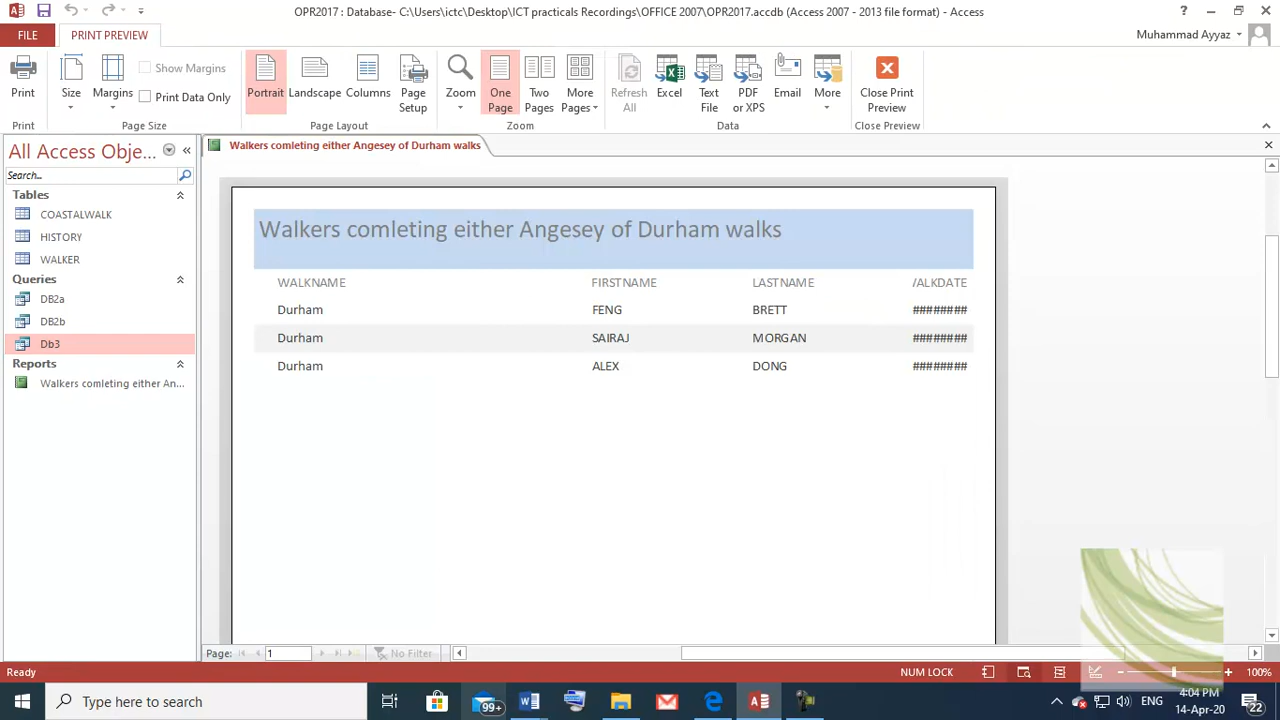 OPR2017 : Database- C:\Users\ictc\Desktop\ICT practicals Recordings\OFFICE 2007\OPR2017.accdb (Access 2007 - 2013 file format) - Access
FILE
PRINT PREVIEW
Muhammad Ayyaz
Print
Size
Margins
Show Margins
Print Data Only
Portrait
Landscape
Columns
Page Setup
Zoom
One Page
Two Pages
More Pages
Refresh All
Excel
Text File
PDF or XPS
Email
More
Close Print Preview
Print
Page Size
Page Layout
Zoom
Data
Close Preview
All Access Obje...
Search...
Tables
COASTALWALK
HISTORY
WALKER
Queries
DB2a
DB2b
Db3
Reports
Walkers comleting either An...
Walkers comleting either Angesey of Durham walks
Walkers comleting either Angesey of Durham walks
WALKNAME FIRSTNAME LASTNAME /ALKDATE
Durham FENG BRETT ########
Durham SAIRAJ MORGAN ########
Durham ALEX DONG ########
Page: 1 No Filter
Ready
NUM LOCK
100%
Type here to search
99+
ENG
4:04 PM
14-Apr-20
22